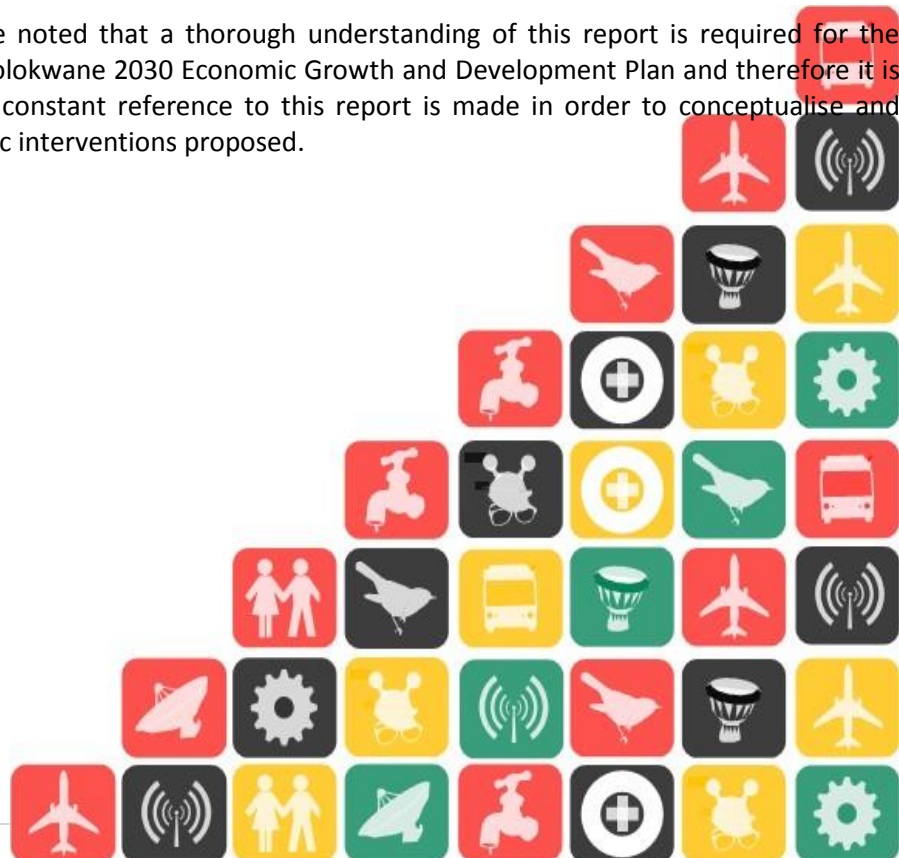 e noted that a thorough understanding of this report is required for the
olokwane 2030 Economic Growth and Development Plan and therefore it is
constant reference to this report is made in order to conceptualise and
ic interventions proposed.